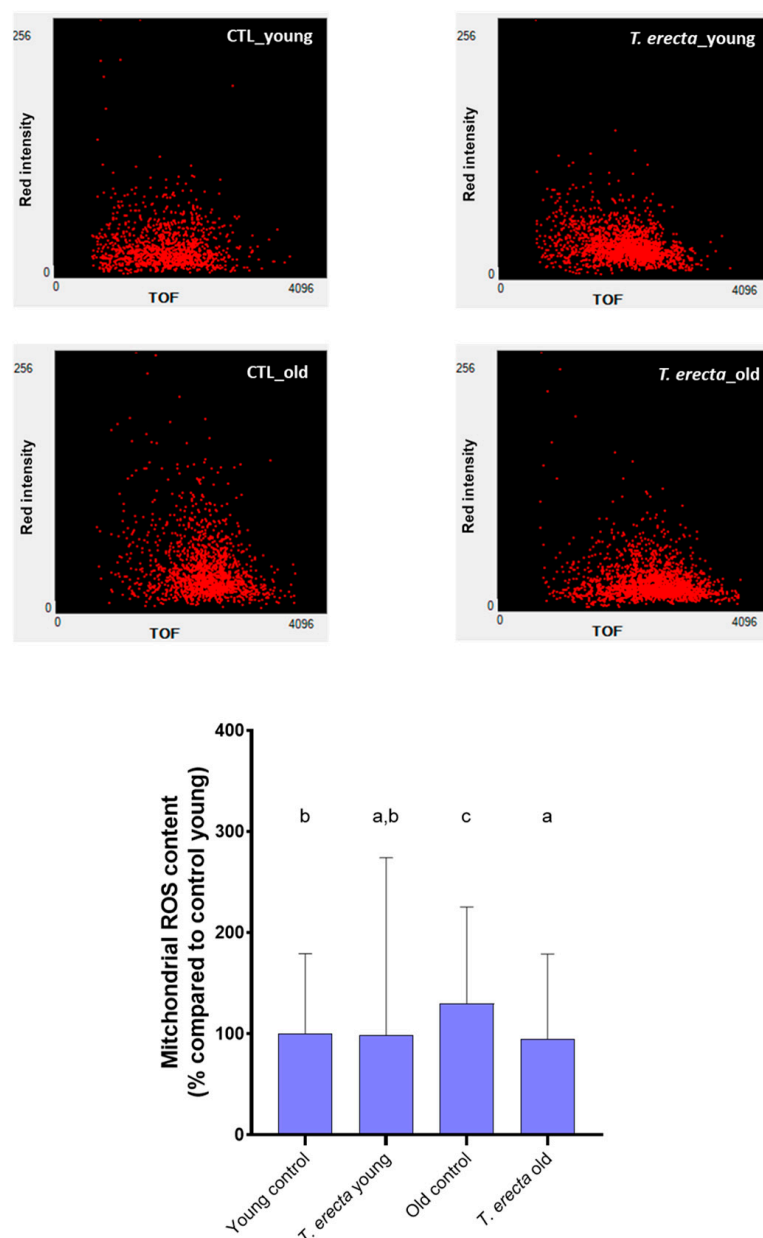 256
CTL_young
Red intensity
0
0
TOF
4096
256
T. erecta_young
Red intensity
0
0
TOF
4096
256
CTL_old
Red intensity
0
0
TOF
4096
256
T. erecta_old
Red intensity
0
0
TOF
4096
Mitchondrial ROS content
(% compared to control young)
400
300
200
100
0
b
a,b
c
a
Young control
T. erecta young
Old control
T. erecta old